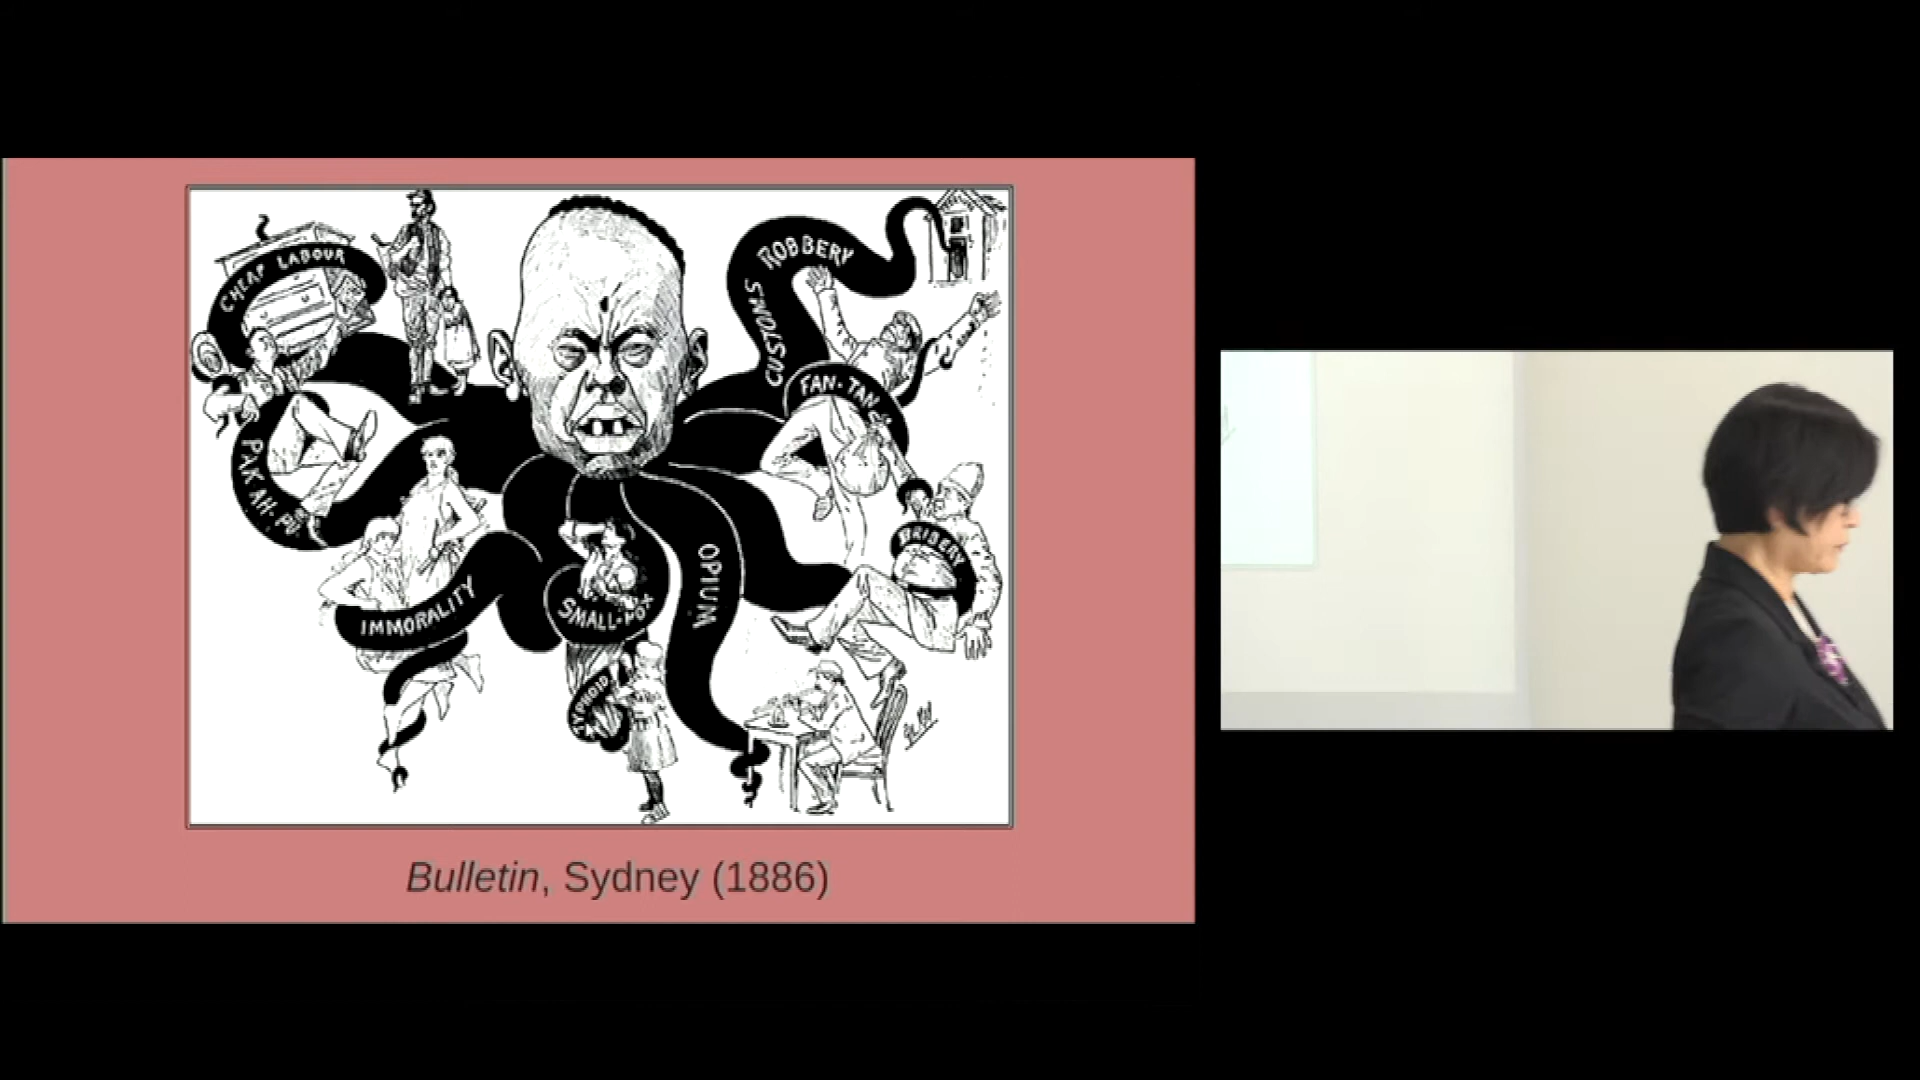 CHEAP LABOUR
CUSTOMS ROBBERY
FAN-TAN
PAK AH-PU
BRIBERY
IMMORALITY
SMALL-POX
OPIUM
TYPHOID
Bulletin, Sydney (1886)